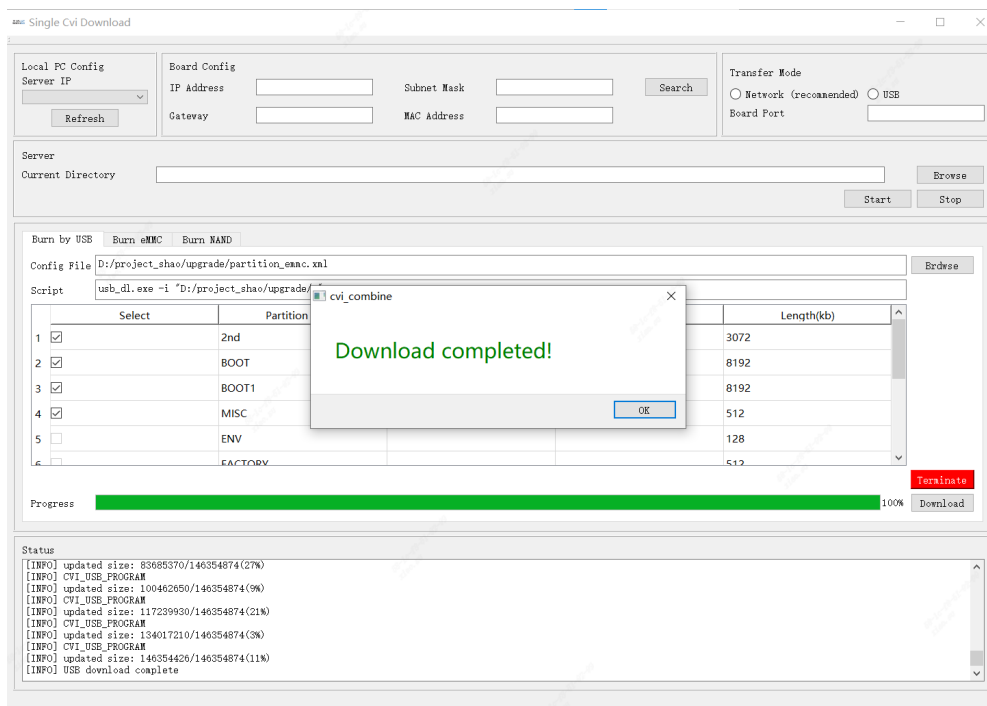 Single Cvi Download
Local PC Config
Server IP
Refresh
Board Config
IP Address
Subnet Mask
Search
Gateway
MAC Address
Transfer Mode
Network (recommended)
USB
Board Port
Server
Current Directory
Browse
Start
Stop
Burn by USB
Burn eMMC
Burn NAND
Config File
D:/project_shao/upgrade/partition_emmc.xml
Brdwse
Script
usb_dl.exe -i "D:/project_shao/upgrade/
Select
Partition
Length(kb)
1
2nd
3072
2
BOOT
8192
3
BOOT1
8192
4
MISC
512
5
ENV
128
6
FACTORY
512
cvi_combine
Download completed!
OK
Terminate
Progress
100%
Download
Status
[INFO] updated size: 83685370/146354874(27%)
[INFO] CVI_USB_PROGRAM
[INFO] updated size: 100462650/146354874(9%)
[INFO] CVI_USB_PROGRAM
[INFO] updated size: 117239930/146354874(21%)
[INFO] CVI_USB_PROGRAM
[INFO] updated size: 134017210/146354874(3%)
[INFO] CVI_USB_PROGRAM
[INFO] updated size: 146354426/146354874(11%)
[INFO] USB download complete